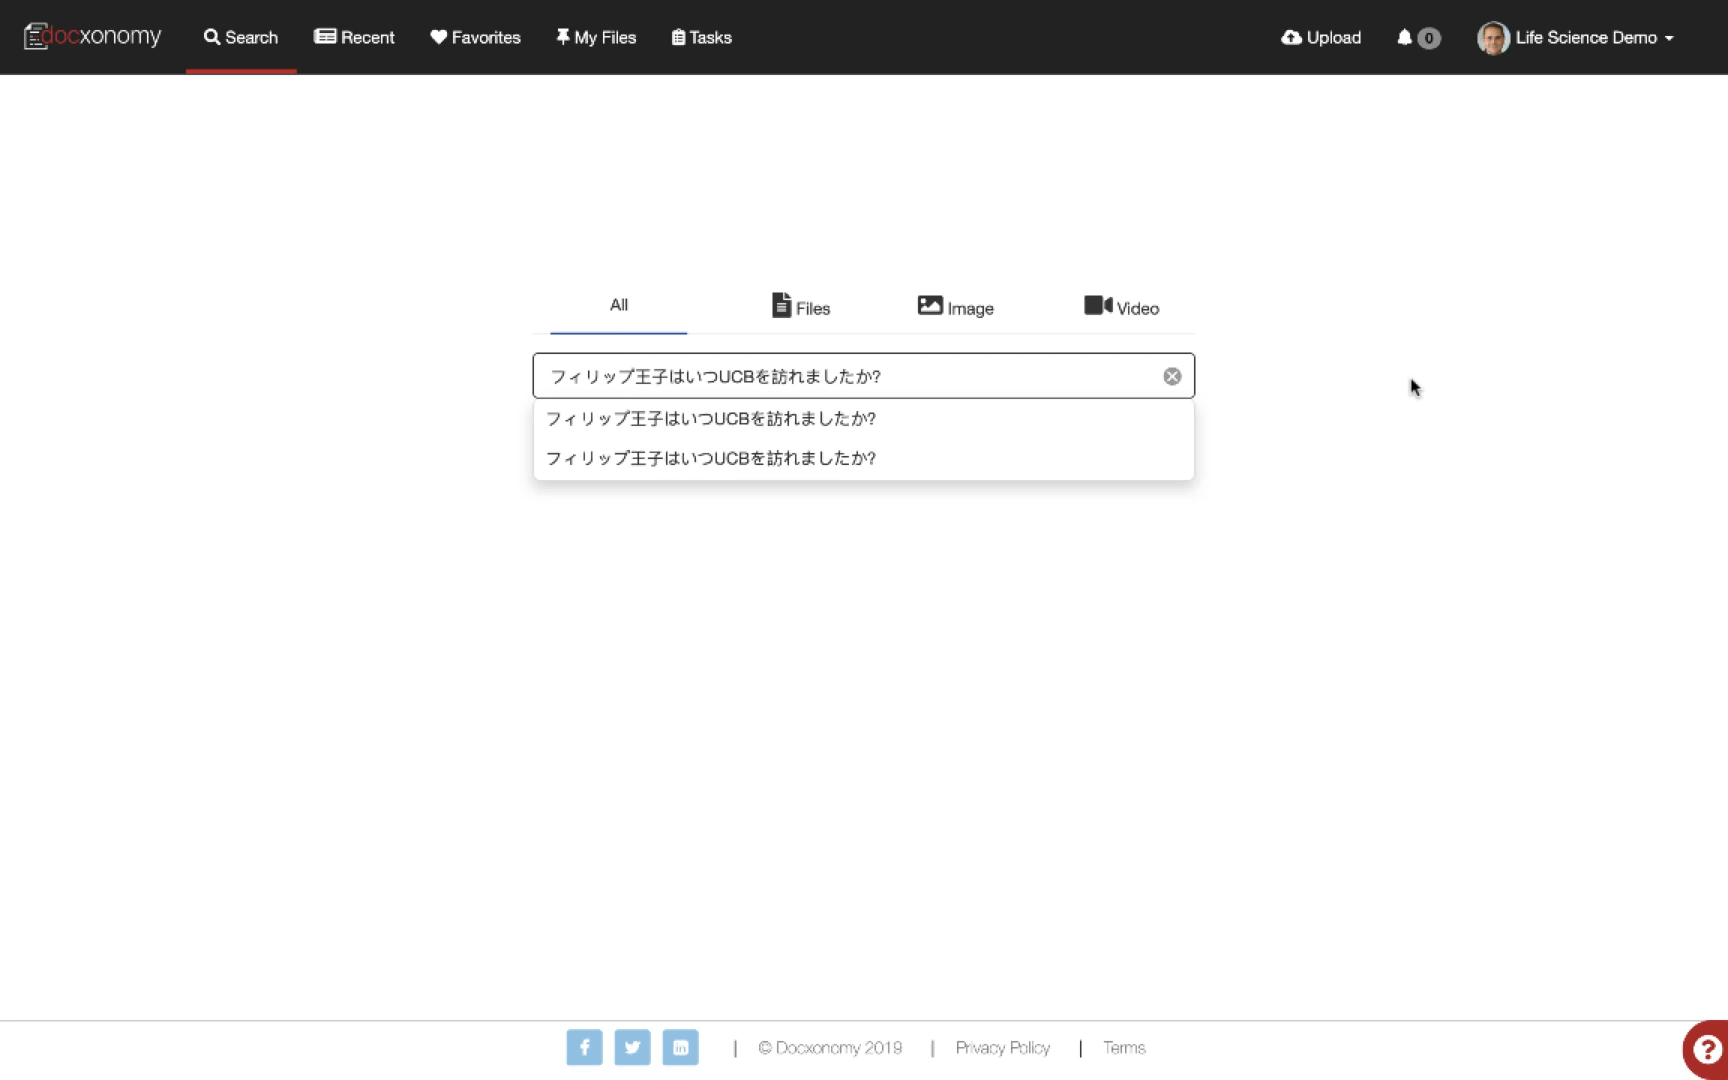 docxonomy
Search
Recent
Favorites
My Files
Tasks
Upload
0
Life Science Demo
All
Files
Image
Video
フィリップ王子はいつUCBを訪れましたか?
フィリップ王子はいつUCBを訪れましたか?
フィリップ王子はいつUCBを訪れましたか?
| © Docxonomy 2019 | Privacy Policy | Terms
?